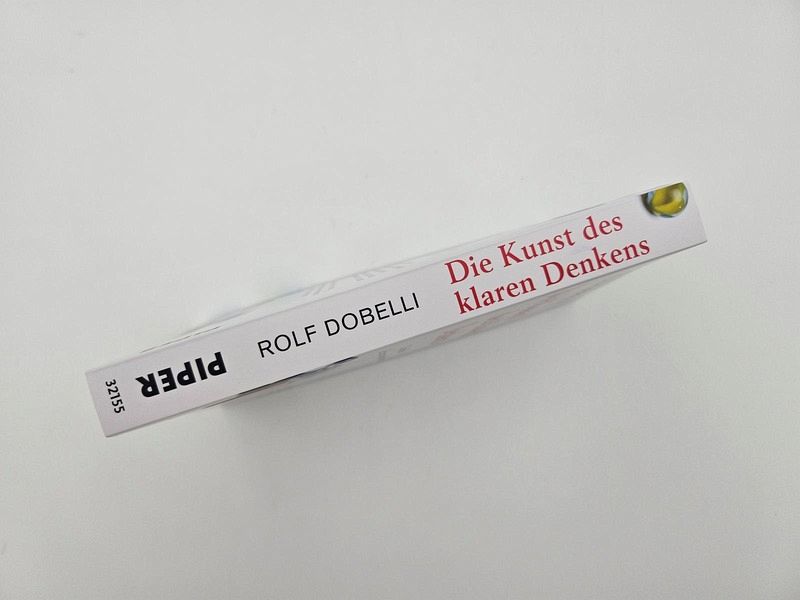 Die Kunst des
klaren Denkens
ROLF DOBELLI
PIPER
32155